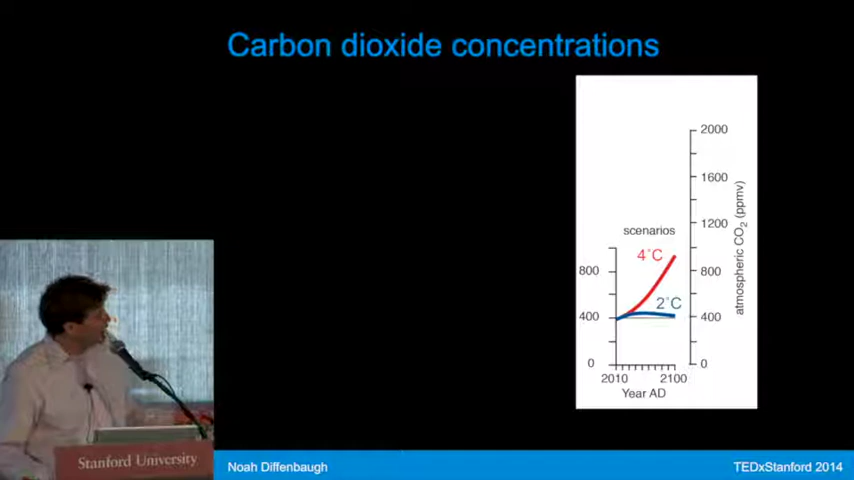 Carbon dioxide concentrations
2000
1600
scenarios
1200
4°C
800
800
2°C
400
400
0
0
2010
2100
Year AD
atmospheric CO2 (ppmv)
Stanford University
Noah Diffenbaugh
TEDxStanford 2014